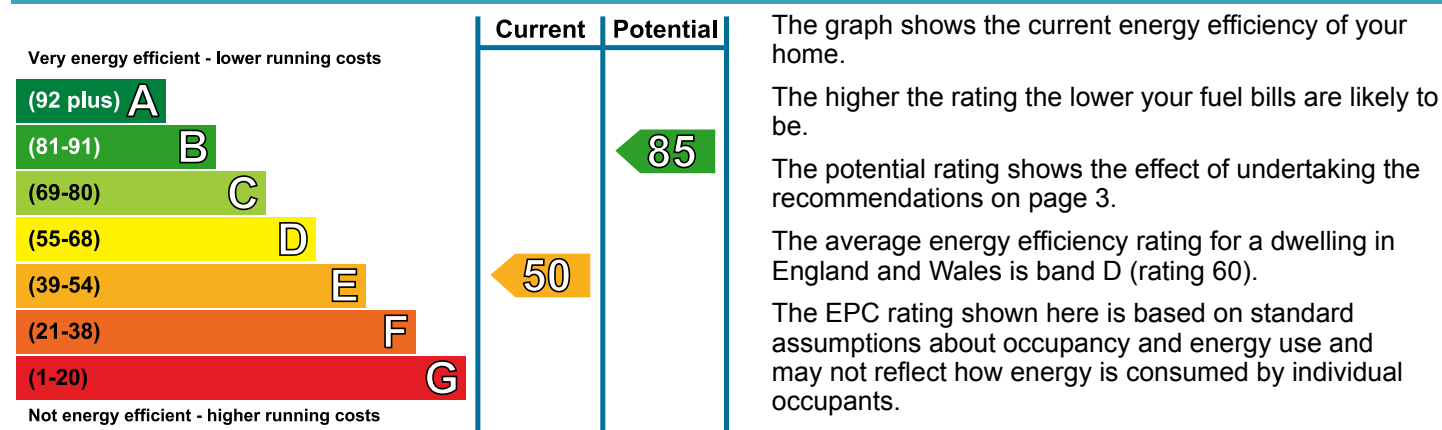 Current Potential
Very energy efficient - lower running costs
(92 plus) A
(81-91) B
85
(69-80) C
(55-68) D
(39-54) E
50
(21-38) F
(1-20) G
Not energy efficient - higher running costs
The graph shows the current energy efficiency of your
home.
The higher the rating the lower your fuel bills are likely to
be.
The potential rating shows the effect of undertaking the
recommendations on page 3.
The average energy efficiency rating for a dwelling in
England and Wales is band D (rating 60).
The EPC rating shown here is based on standard
assumptions about occupancy and energy use and
may not reflect how energy is consumed by individual
occupants.